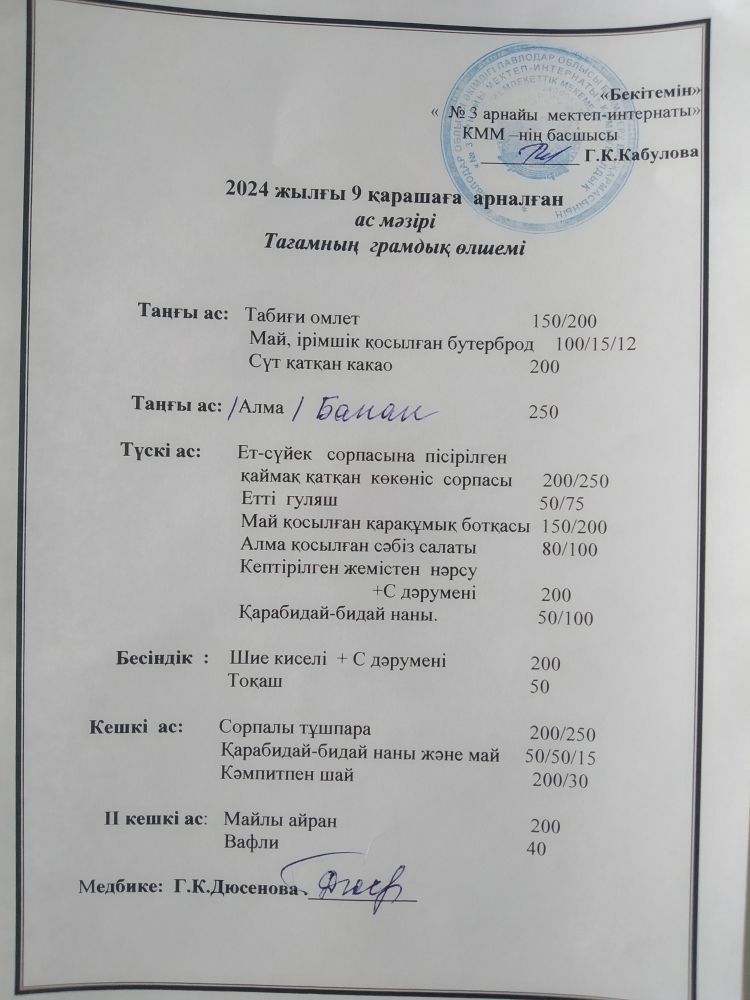 «Бекітемін»
« № 3 арнайы мектеп-интернаты»
КММ –нің басшысы
Г.К.Кабулова
2024 жылғы 9 қарашаға арналған
ас мәзірі
Тағамның грамдық өлшемі
Таңғы ас: Табиғи омлет 150/200
Май, ірімшік қосылған бутерброд 100/15/12
Сүт қатқан какао 200
Таңғы ас: /Алма / Банан 250
Түскі ас: Ет-сүйек сорпасына пісірілген
қаймақ қатқан көкөніс сорпасы 200/250
Етті гуляш 50/75
Май қосылған қарақұмық ботқасы 150/200
Алма қосылған сәбіз салаты 80/100
Кептірілген жемістен нәрсу
+С дәрумені 200
Қарабидай-бидай наны. 50/100
Бесіндік : Шие киселі + С дәрумені 200
Тоқаш 50
Кешкі ас: Сорпалы тұшпара 200/250
Қарабидай-бидай наны және май 50/50/15
Кәмпитпен шай 200/30
II кешкі ас: Майлы айран 200
Вафли 40
Медбике: Г.К.Дюсенова